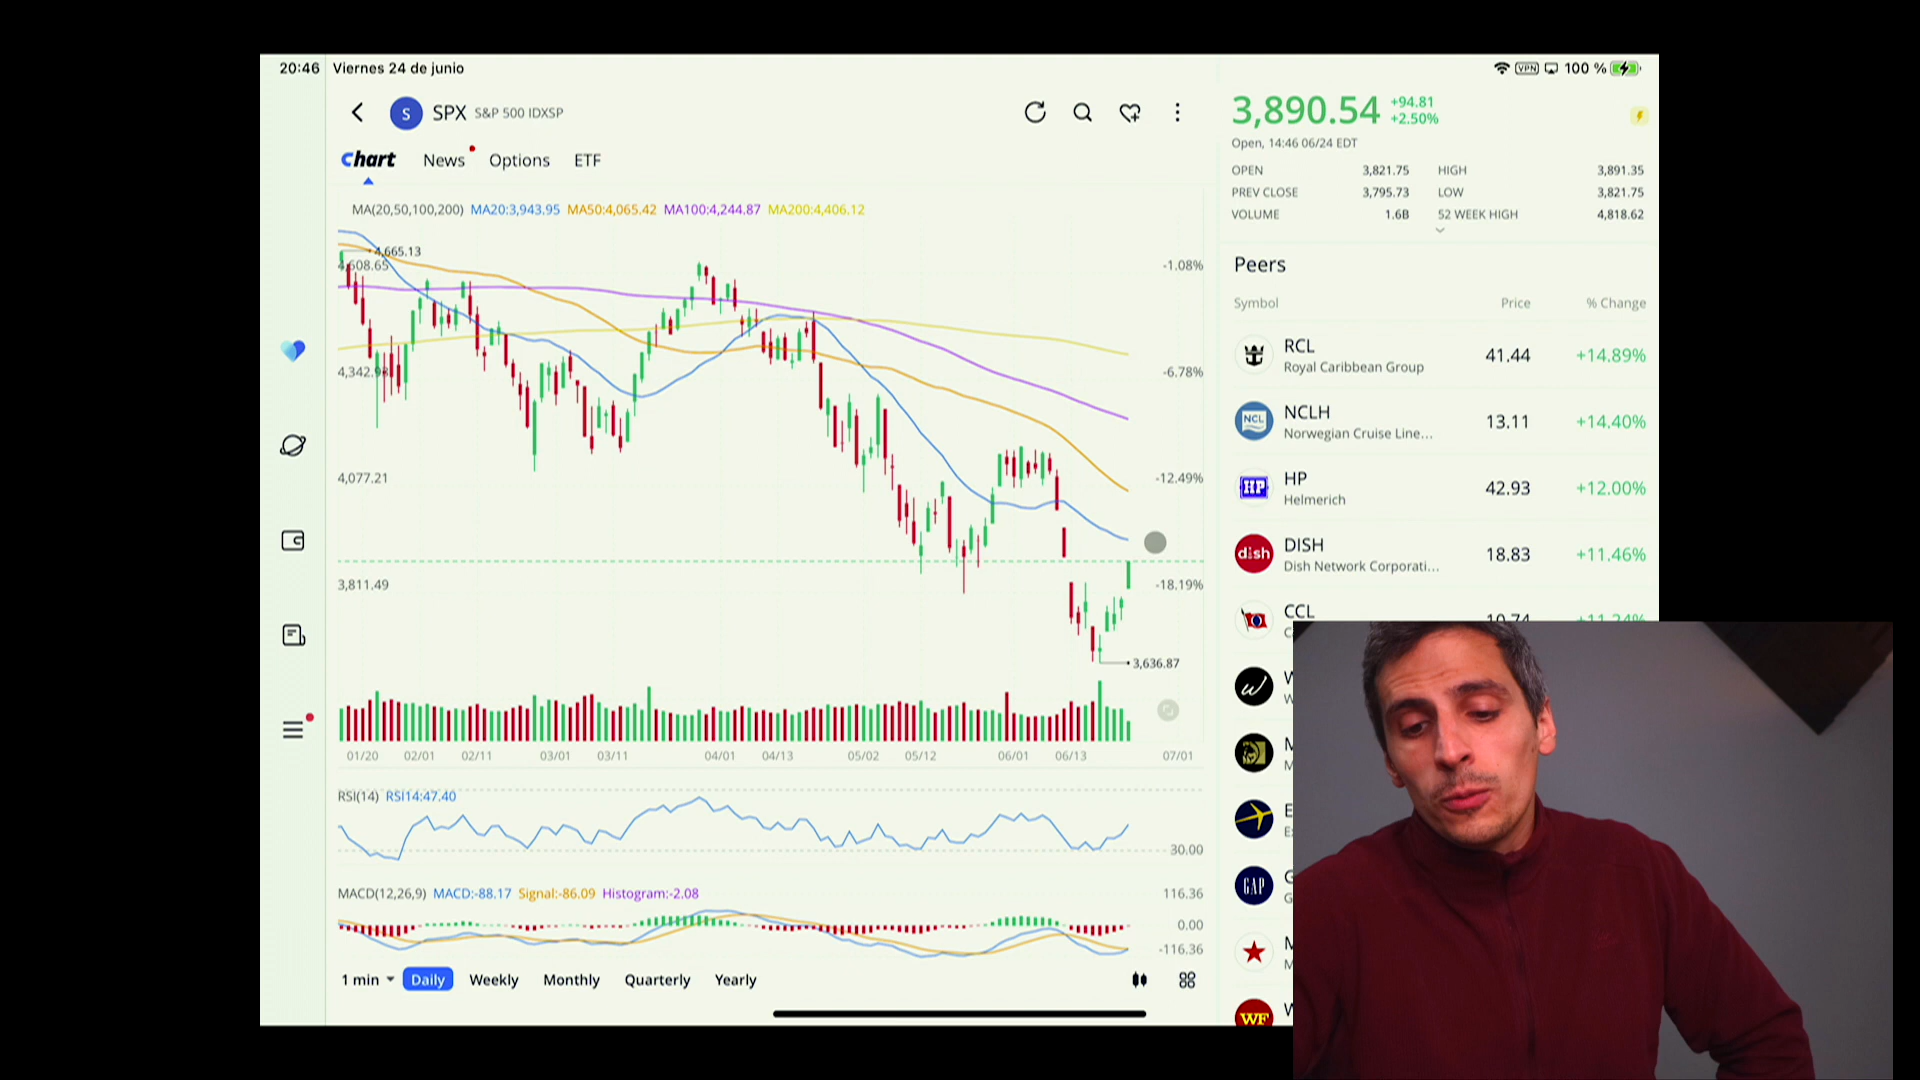 20:46 Viernes 24 de junio
VPN 100 %
S SPX S&P 500 IDXSP
Chart News Options ETF
MA(20,50,100,200) MA20:3,943.95 MA50:4,065.42 MA100:4,244.87 MA200:4,406.12
4,665.13
4,608.65 -1.08%
4,342.93 -6.78%
4,077.21 -12.49%
3,811.49 -18.19%
3,636.87
01/20 02/01 02/11 03/01 03/11 04/01 04/13 05/02 05/12 06/01 06/13 07/01
RSI(14) RSI14:47.40
30.00
MACD(12,26,9) MACD:-88.17 Signal:-86.09 Histogram:-2.08
116.36
0.00
-116.36
1 min Daily Weekly Monthly Quarterly Yearly
3,890.54 +94.81
+2.50%
Open, 14:46 06/24 EDT
OPEN 3,821.75 HIGH 3,891.35
PREV CLOSE 3,795.73 LOW 3,821.75
VOLUME 1.6B 52 WEEK HIGH 4,818.62
Peers
Symbol Price % Change
RCL 41.44 +14.89%
Royal Caribbean Group
NCL NCLH 13.11 +14.40%
Norwegian Cruise Line...
HP HP 42.93 +12.00%
Helmerich
dish DISH 18.83 +11.46%
Dish Network Corporati...
CCL
GAP
WF